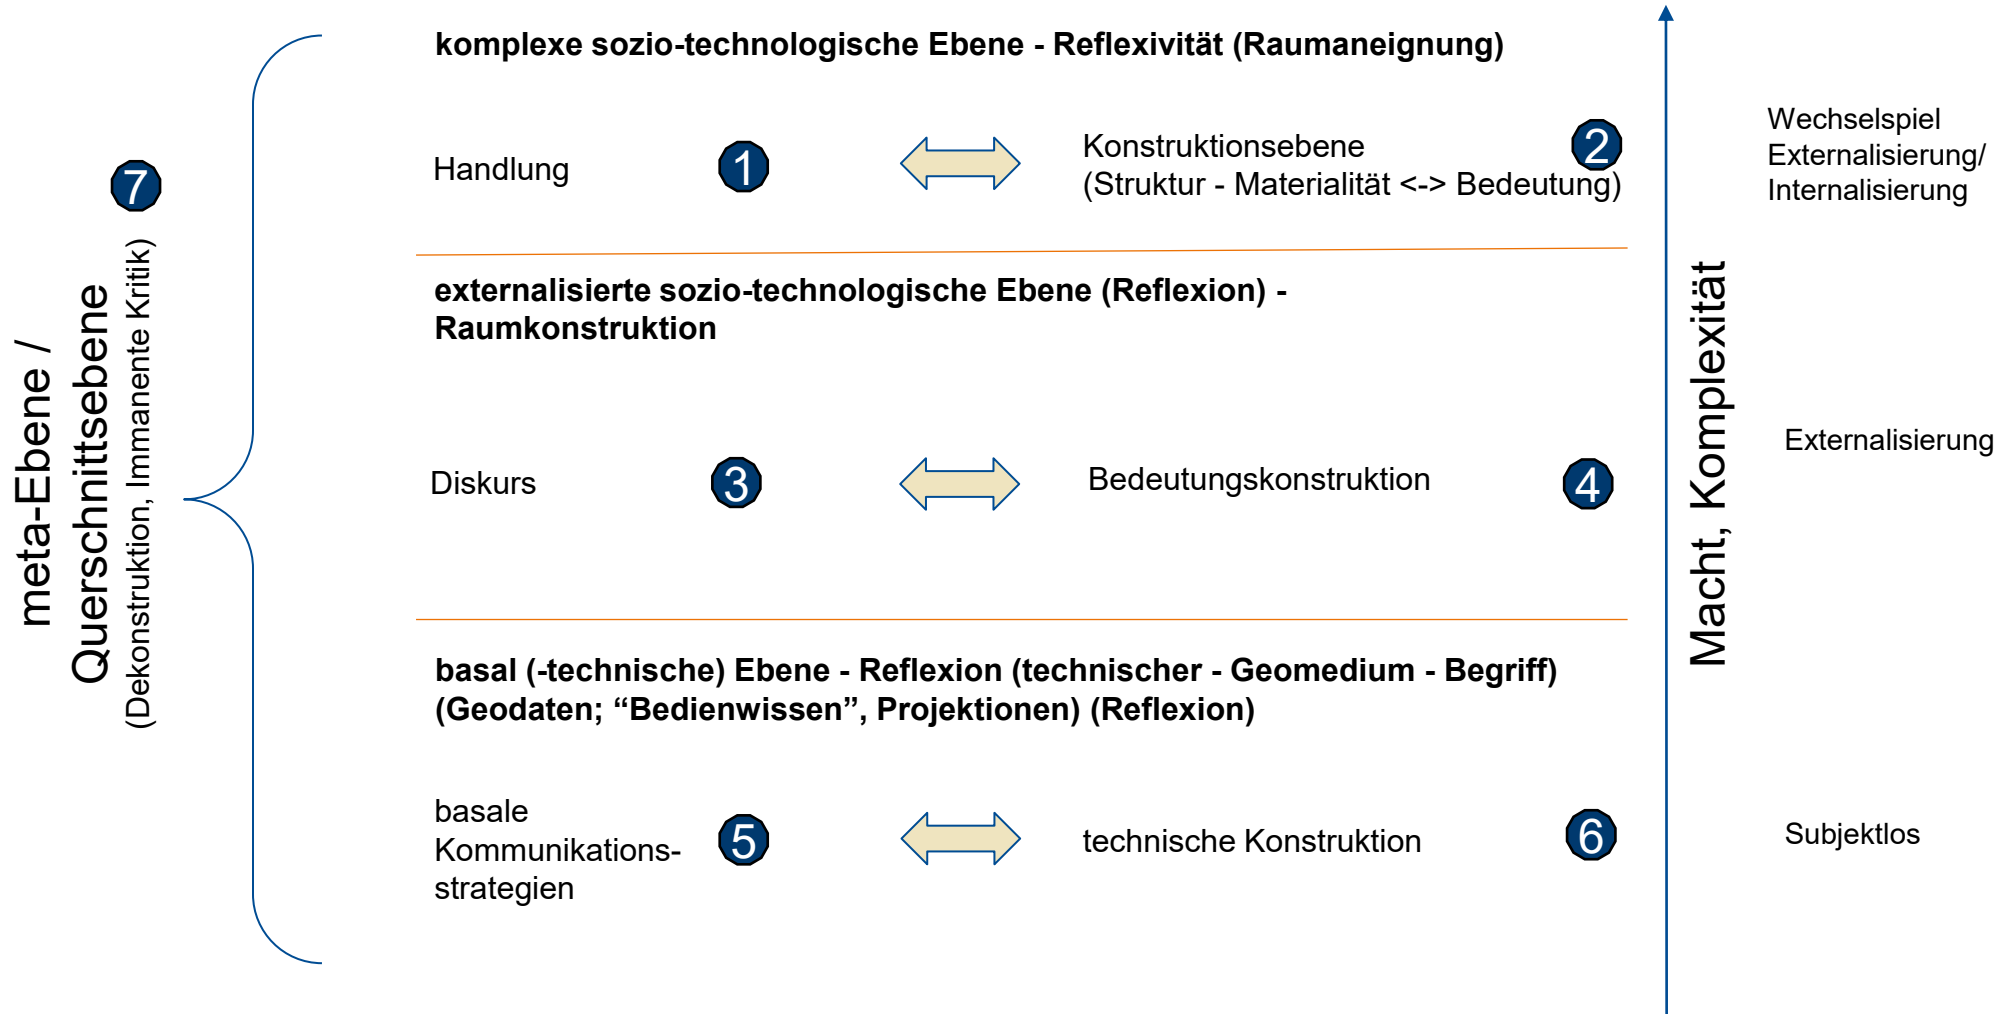 komplexe sozio-technologische Ebene - Reflexivität (Raumaneignung)
Handlung
1
Konstruktionsebene
(Struktur - Materialität <-> Bedeutung)
2
Wechselspiel
Externalisierung/
Internalisierung
7
meta-Ebene /
Querschnittsebene
(Dekonstruktion, Immanente Kritik)
externalisierte sozio-technologische Ebene (Reflexion) -
Raumkonstruktion
Diskurs
3
Bedeutungskonstruktion
4
Macht, Komplexität
Externalisierung
basal (-technische) Ebene - Reflexion (technischer - Geomedium - Begriff)
(Geodaten; “Bedienwissen”, Projektionen) (Reflexion)
basale
Kommunikations-
strategien
5
technische Konstruktion
6
Subjektlos